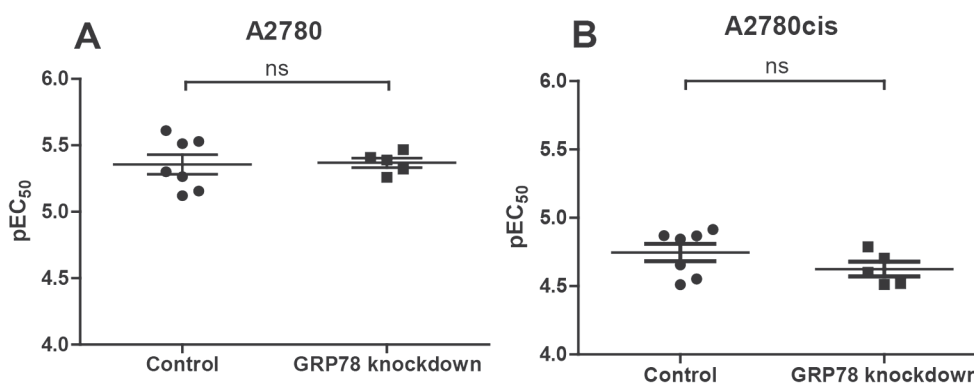 A
A2780
ns
6.0
5.5
5.0
4.5
4.0
pEC50
Control
GRP78 knockdown
B
A2780cis
ns
6.0
5.5
5.0
4.5
4.0
pEC50
Control
GRP78 knockdown